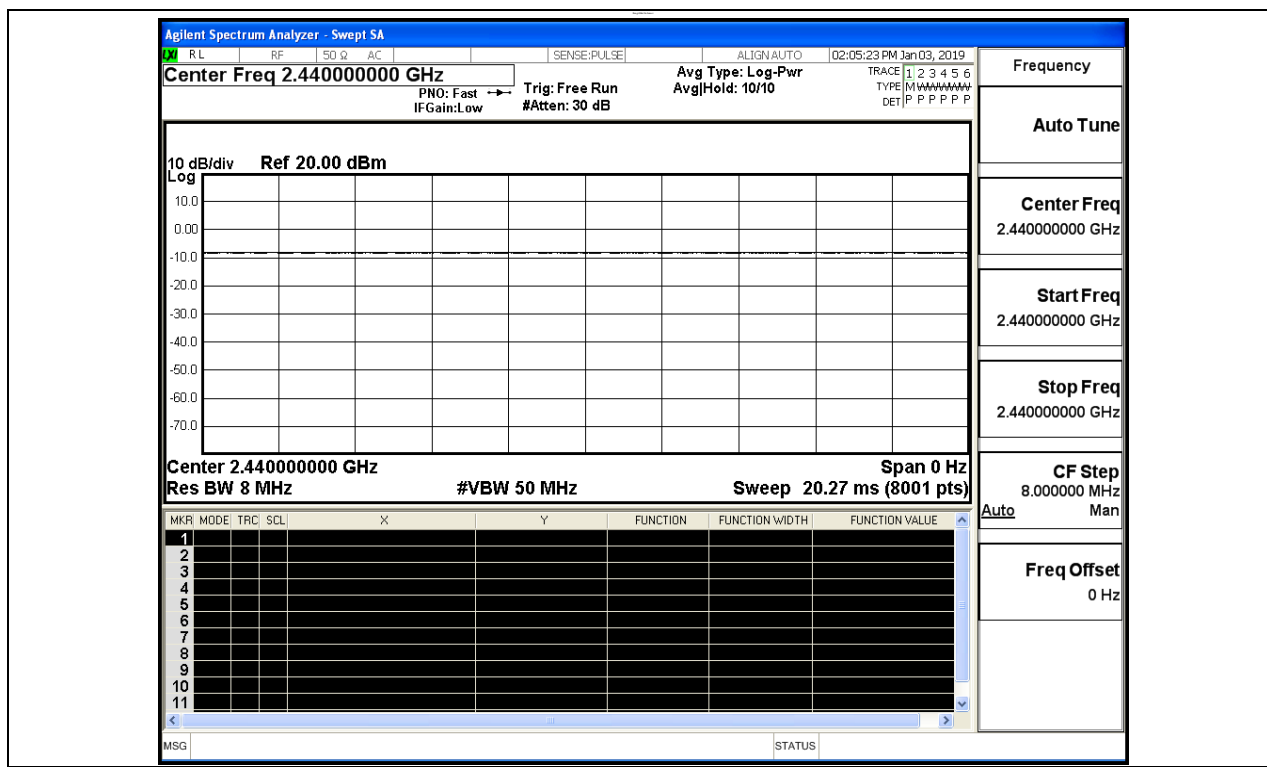 Agilent Spectrum Analyzer - Swept SA
LXI RL RF 50 Ω AC SENSE:PULSE ALIGN AUTO 02:05:23 PM Jan 03, 2019
Center Freq 2.440000000 GHz
PNO: Fast
IFGain:Low
Trig: Free Run
#Atten: 30 dB
Avg Type: Log-Pwr
Avg|Hold: 10/10
TRACE 1 2 3 4 5 6
TYPE M W W W W W
DET P P P P P P
10 dB/div Ref 20.00 dBm
Log
10.0
0.00
-10.0
-20.0
-30.0
-40.0
-50.0
-60.0
-70.0
Center 2.440000000 GHz Span 0 Hz
Res BW 8 MHz #VBW 50 MHz Sweep 20.27 ms (8001 pts)
MKR MODE TRC SCL X Y FUNCTION FUNCTION WIDTH FUNCTION VALUE
1
2
3
4
5
6
7
8
9
10
11
MSG STATUS
Frequency
Auto Tune
Center Freq
2.440000000 GHz
Start Freq
2.440000000 GHz
Stop Freq
2.440000000 GHz
CF Step
8.000000 MHz
Auto Man
Freq Offset
0 Hz